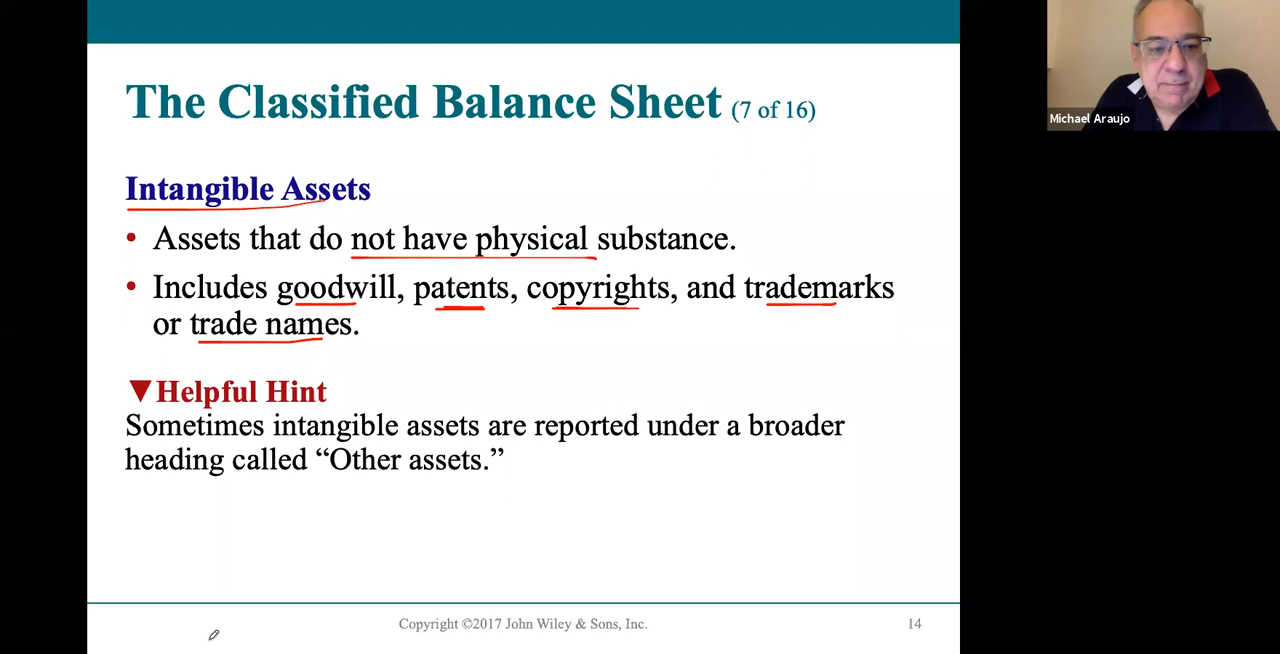 The Classified Balance Sheet (7 of 16)
Michael Araujo
Intangible Assets
• Assets that do not have physical substance.
• Includes goodwill, patents, copyrights, and trademarks
or trade names.
▼Helpful Hint
Sometimes intangible assets are reported under a broader
heading called “Other assets.”
Copyright ©2017 John Wiley & Sons, Inc.
14